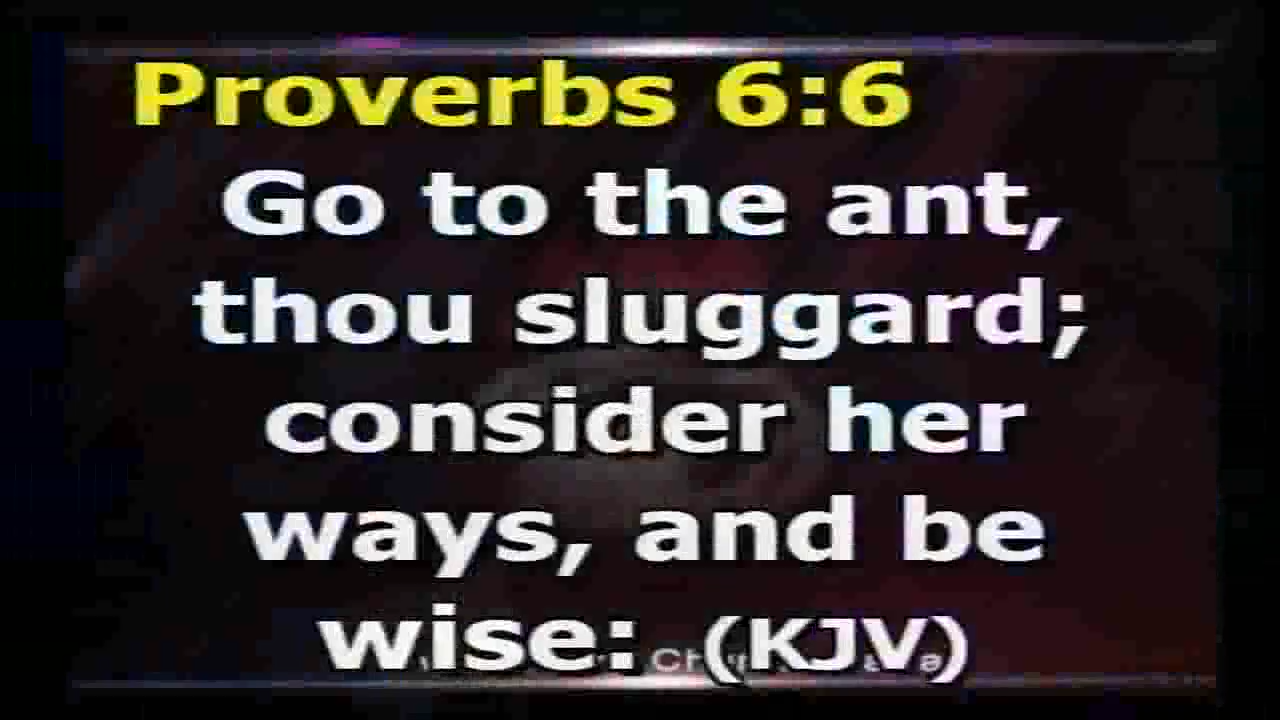 Proverbs 6:6
Go to the ant,
thou sluggard;
consider her
ways, and be
wise: (KJV)